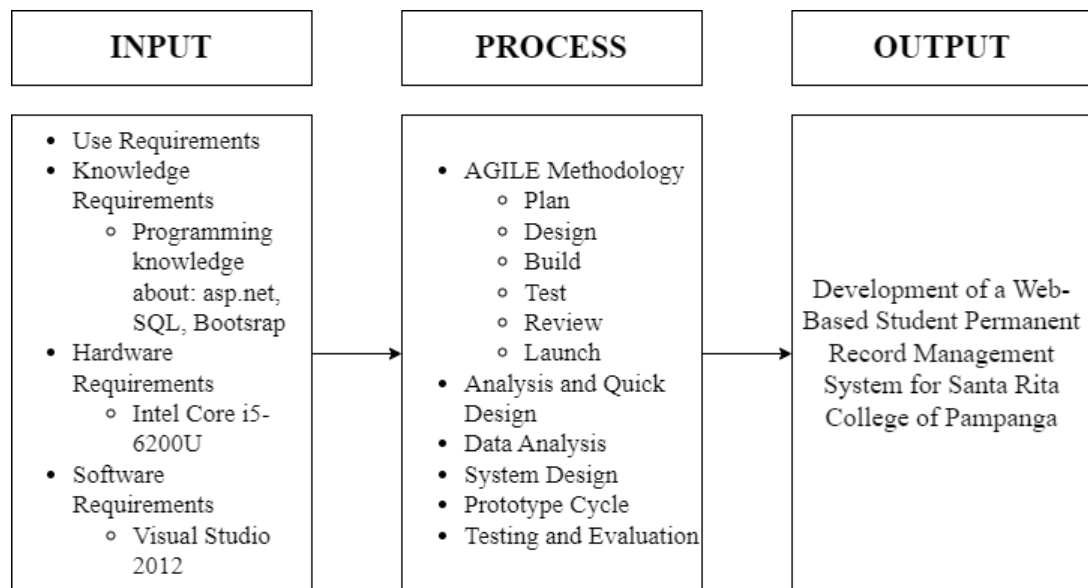 INPUT
PROCESS
OUTPUT
• Use Requirements
• Knowledge
Requirements
◦ Programming
knowledge
about: asp.net,
SQL, Bootsrap
• Hardware
Requirements
◦ Intel Core i5-
6200U
• Software
Requirements
◦ Visual Studio
2012
• AGILE Methodology
◦ Plan
◦ Design
◦ Build
◦ Test
◦ Review
◦ Launch
• Analysis and Quick
Design
• Data Analysis
• System Design
• Prototype Cycle
• Testing and Evaluation
Development of a Web-
Based Student Permanent
Record Management
System for Santa Rita
College of Pampanga